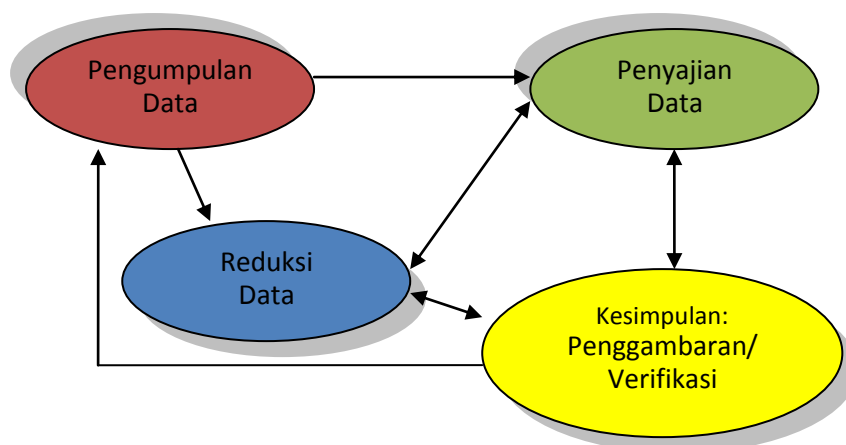 Pengumpulan
Data
Penyajian
Data
Reduksi
Data
Kesimpulan:
Penggambaran/
Verifikasi